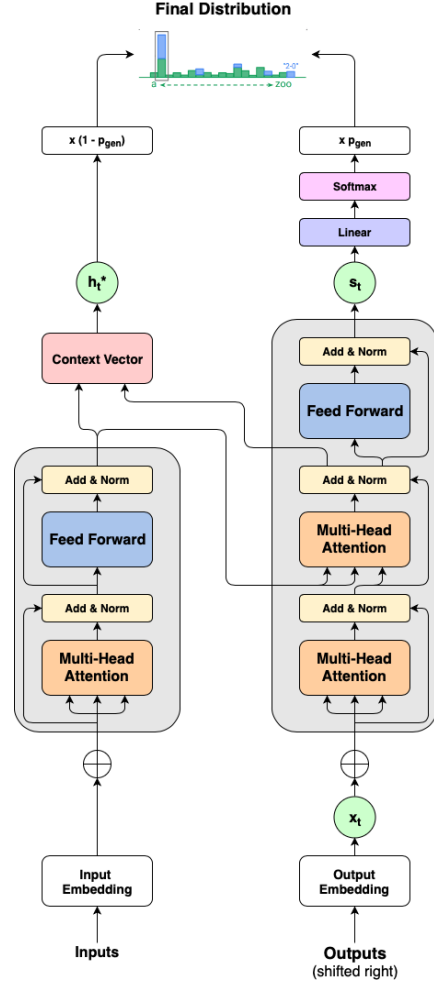 Final Distribution
"2-0"
a
zoo
x (1 - pgen)
x pgen
Softmax
Linear
ht*
st
Context Vector
Add & Norm
Feed Forward
Add & Norm
Add & Norm
Feed Forward
Multi-Head
Attention
Add & Norm
Add & Norm
Multi-Head
Attention
Multi-Head
Attention
xt
Input
Embedding
Output
Embedding
Inputs
Outputs
(shifted right)